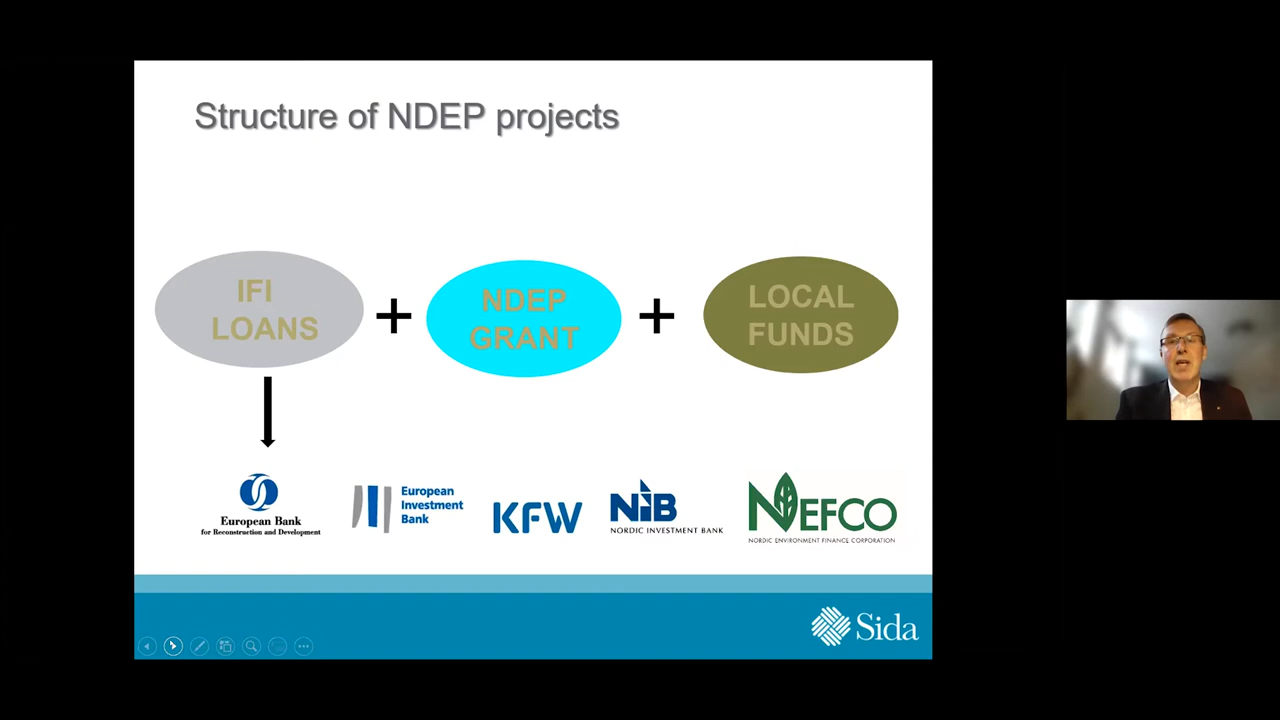 Structure of NDEP projects
IFI
LOANS
+
NDEP
GRANT
+
LOCAL
FUNDS
European Bank
for Reconstruction and Development
European
Investment
Bank
KFW
NIB
NORDIC INVESTMENT BANK
NEFCO
NORDIC ENVIRONMENT FINANCE CORPORATION
Sida